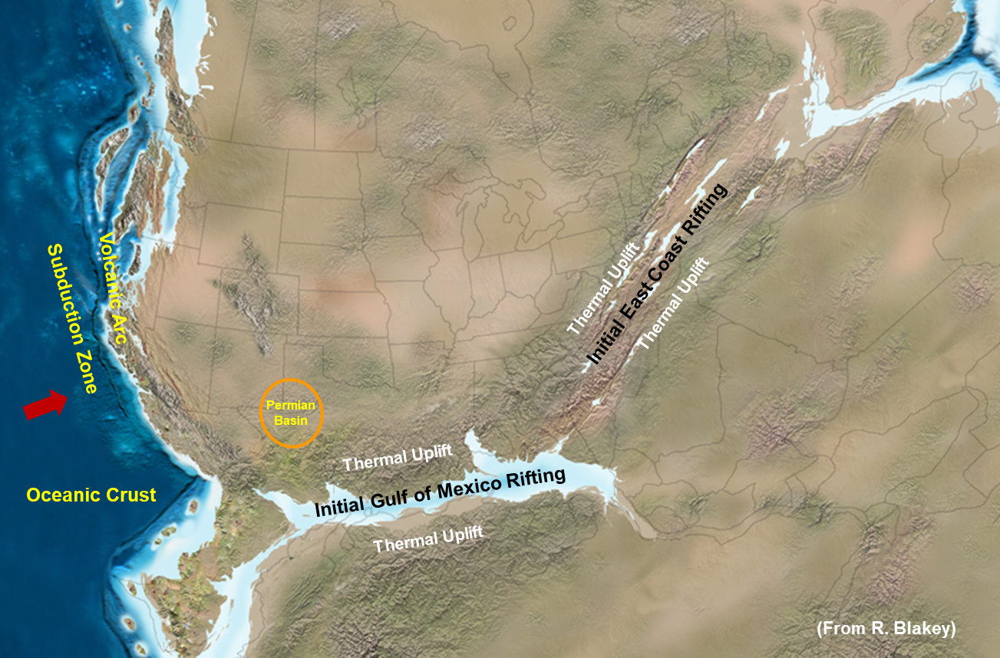 Volcanic Arc
Subduction Zone
Thermal Uplift
Initial East Coast Rifting
Thermal Uplift
Permian
Basin
Thermal Uplift
Initial Gulf of Mexico Rifting
Oceanic Crust
Thermal Uplift
(From R. Blakey)